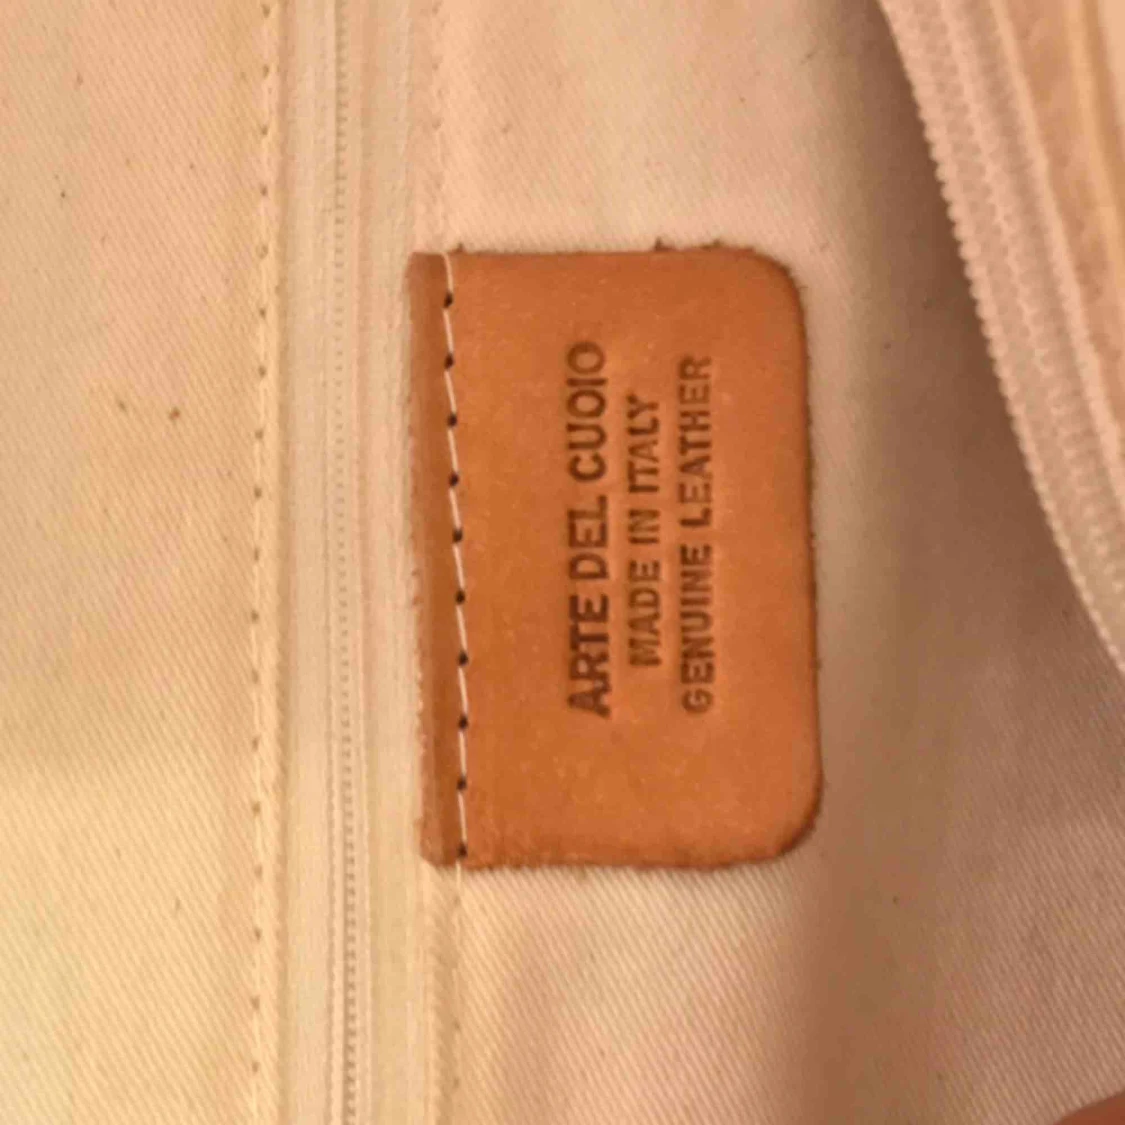 ARTE DEL CUOIO
MADE IN ITALY
GENUINE LEATHER